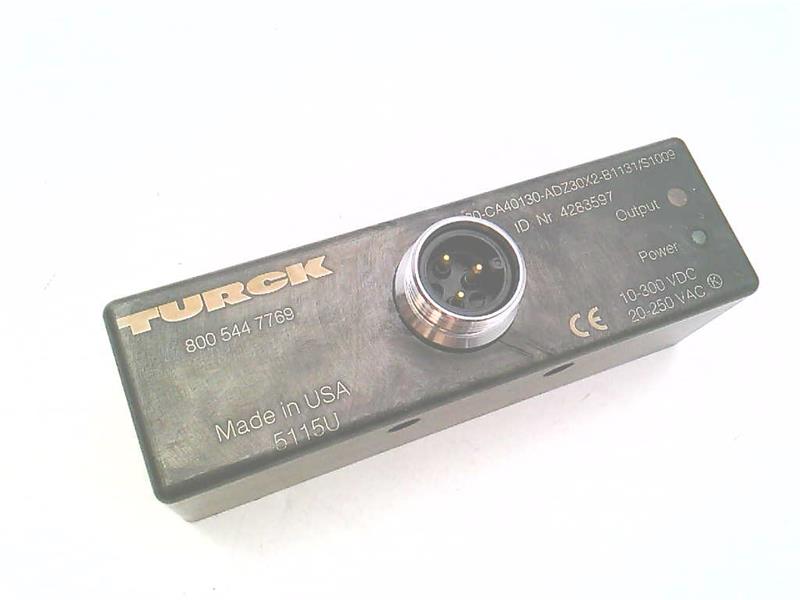 TURCK
800 544 7769
Made in USA
5115U
-CA40130-ADZ30X2-B1131/S1009
ID Nr 4283597
Output
Power
CE
10-300 VDC
20-250 VAC Ⓚ